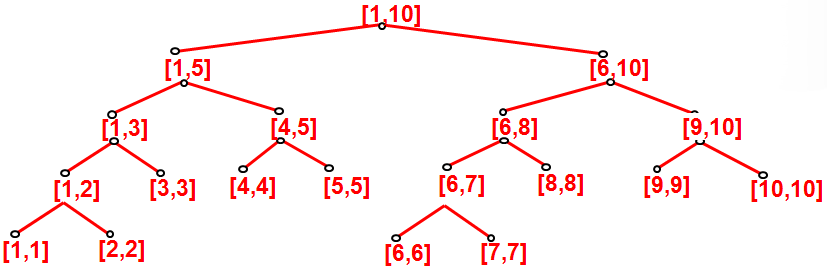 [1,10]
[1,5] [6,10]
[1,3] [4,5] [6,8] [9,10]
[1,2] [3,3] [4,4] [5,5] [6,7] [8,8] [9,9] [10,10]
[1,1] [2,2] [6,6] [7,7]